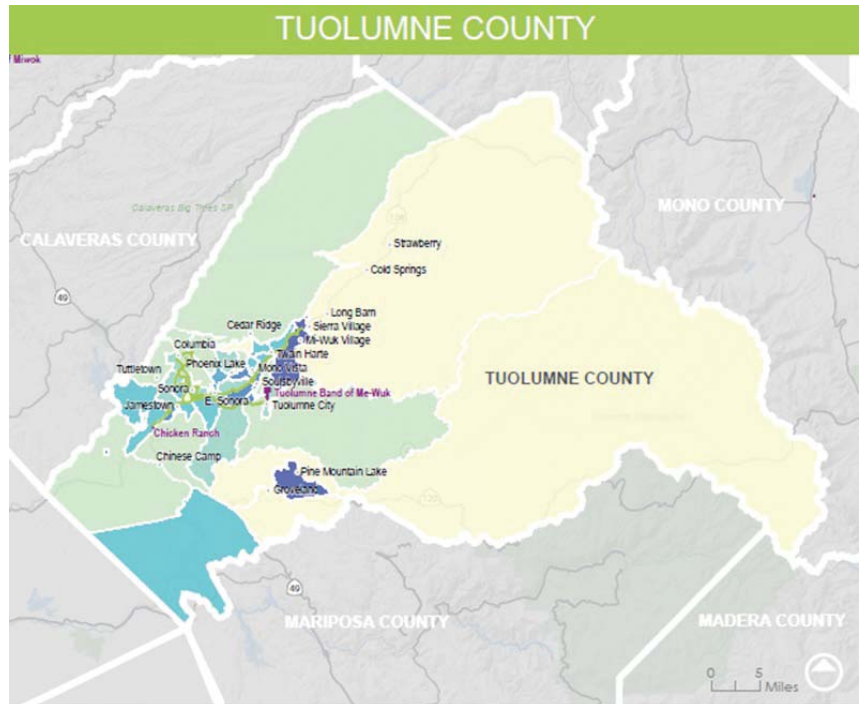 TUOLUMNE COUNTY
f Miwok
Calaveras Big Trees SP
CALAVERAS COUNTY
MONO COUNTY
108
Strawberry
Cold Springs
49
Long Barn
Cedar Ridge
Sierra Village
Mi-Wuk Village
Columbia
Twain Harte
Phoenix Lake
Tuttletown
Mono Vista
TUOLUMNE COUNTY
Soulsbyville
Sonora
Tuolumne Band of Me-Wuk
E. Sonora
Jamestown
Tuolumne City
Chicken Ranch
Chinese Camp
Pine Mountain Lake
Groveland
120
49
MARIPOSA COUNTY
MADERA COUNTY
0 5
Miles